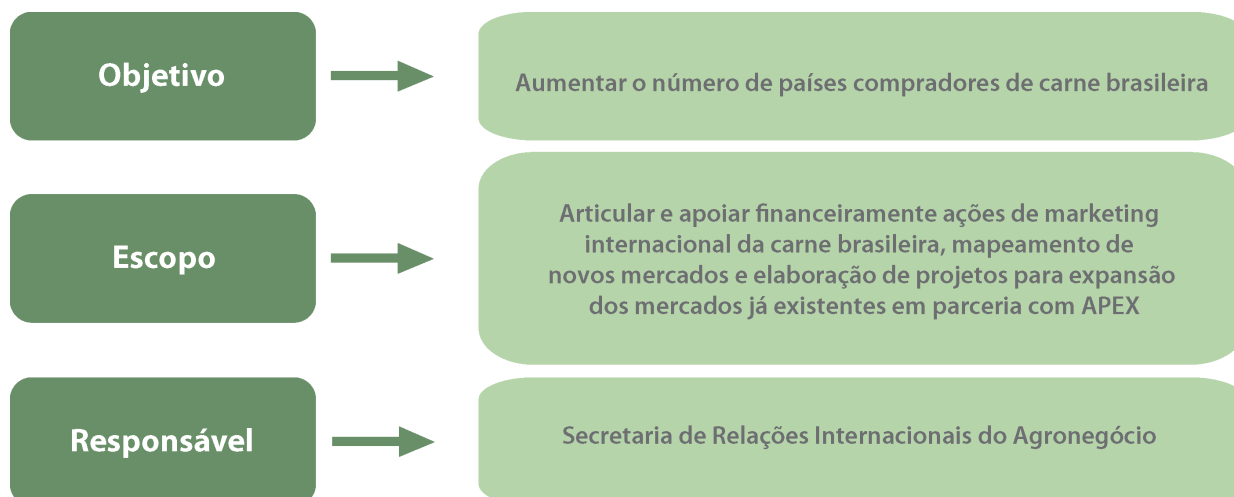 Objetivo
Aumentar o número de países compradores de carne brasileira
Escopo
Articular e apoiar financeiramente ações de marketing
internacional da carne brasileira, mapeamento de
novos mercados e elaboração de projetos para expansão
dos mercados já existentes em parceria com APEX
Responsável
Secretaria de Relações Internacionais do Agronegócio